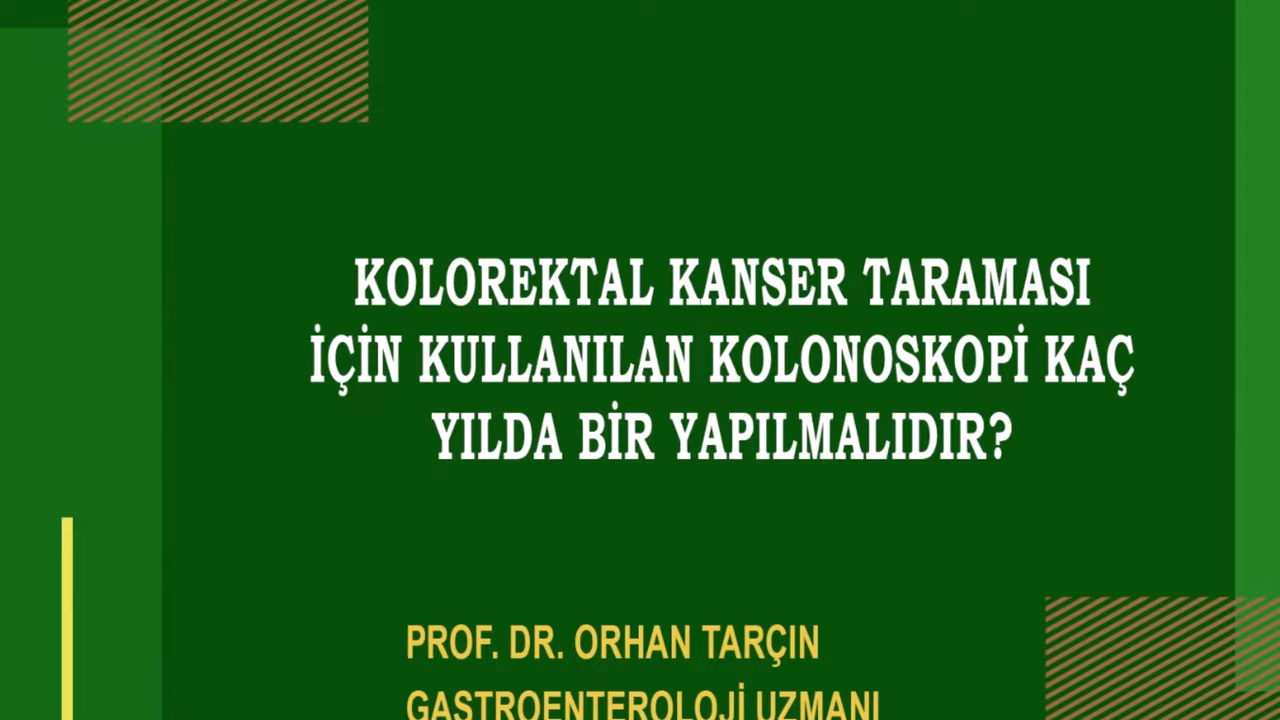 KOLOREKTAL KANSER TARAMASI
İÇİN KULLANILAN KOLONOSKOPİ KAÇ
YILDA BİR YAPILMALIDIR?
PROF. DR. ORHAN TARÇIN
GASTROENTEROLOJİ UZMANI